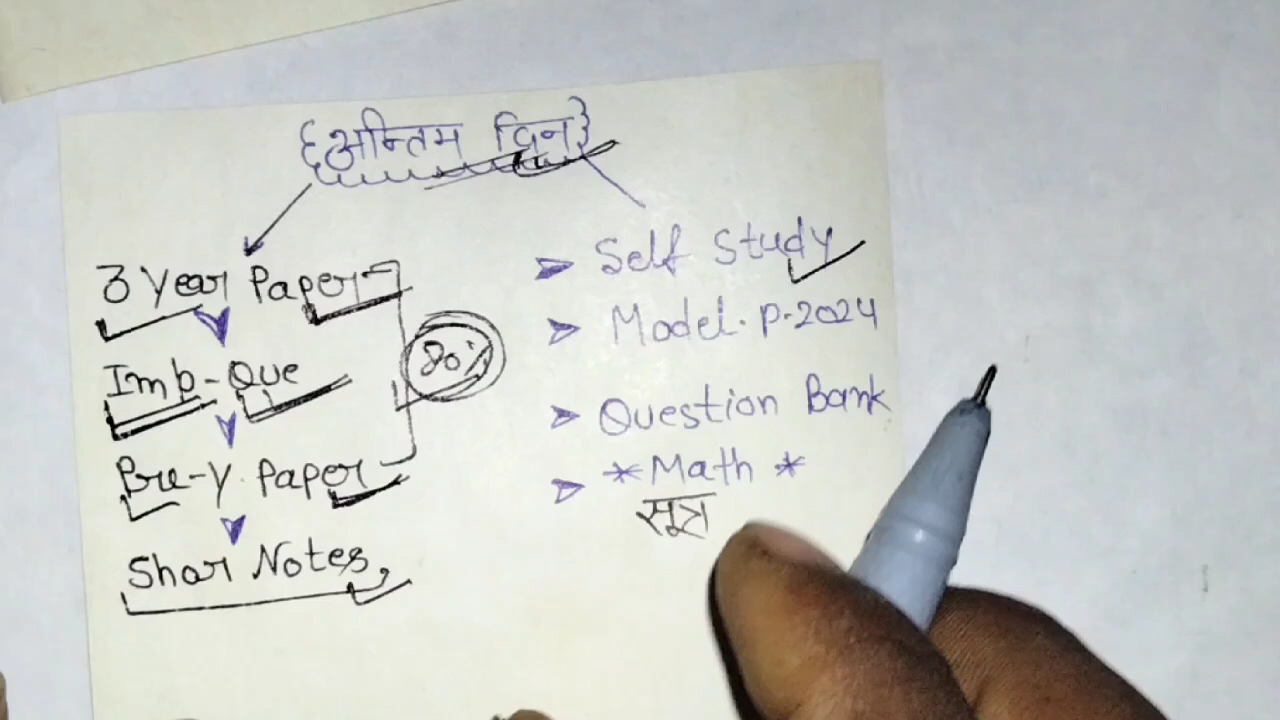 {अन्तिम दिन}
3 Year Paper
Imp-Que
Pre-y. Paper
Shor Notes,
80%
Self Study
Model. P-2024
Question Bank
*Math *
सूत्र